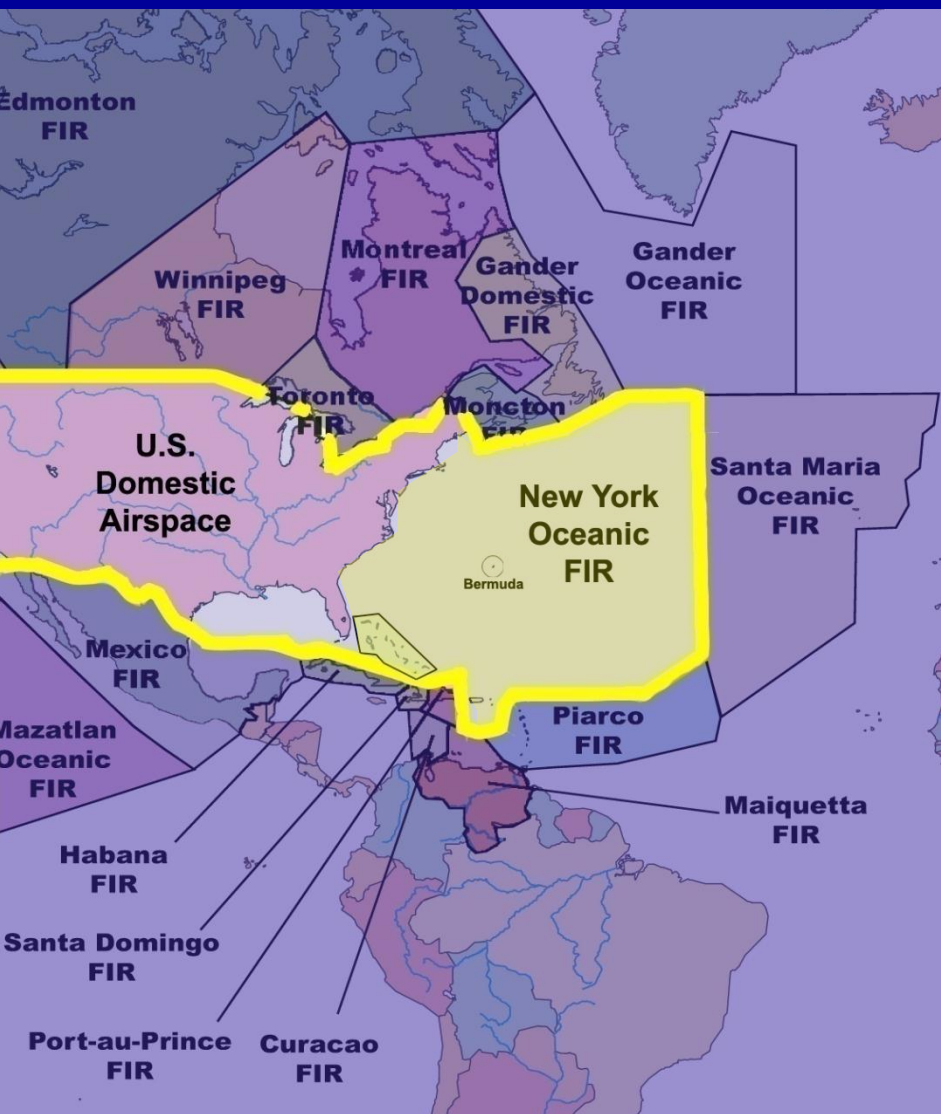 Edmonton
FIR
Winnipeg
FIR
Montreal
FIR
Gander
Domestic
FIR
Gander
Oceanic
FIR
Toronto
FIR
Moncton
FIR
U.S.
Domestic
Airspace
New York
Oceanic
FIR
Bermuda
Santa Maria
Oceanic
FIR
Mexico
FIR
Mazatlan
Oceanic
FIR
Piarco
FIR
Maiquetta
FIR
Habana
FIR
Santa Domingo
FIR
Port-au-Prince
FIR
Curacao
FIR